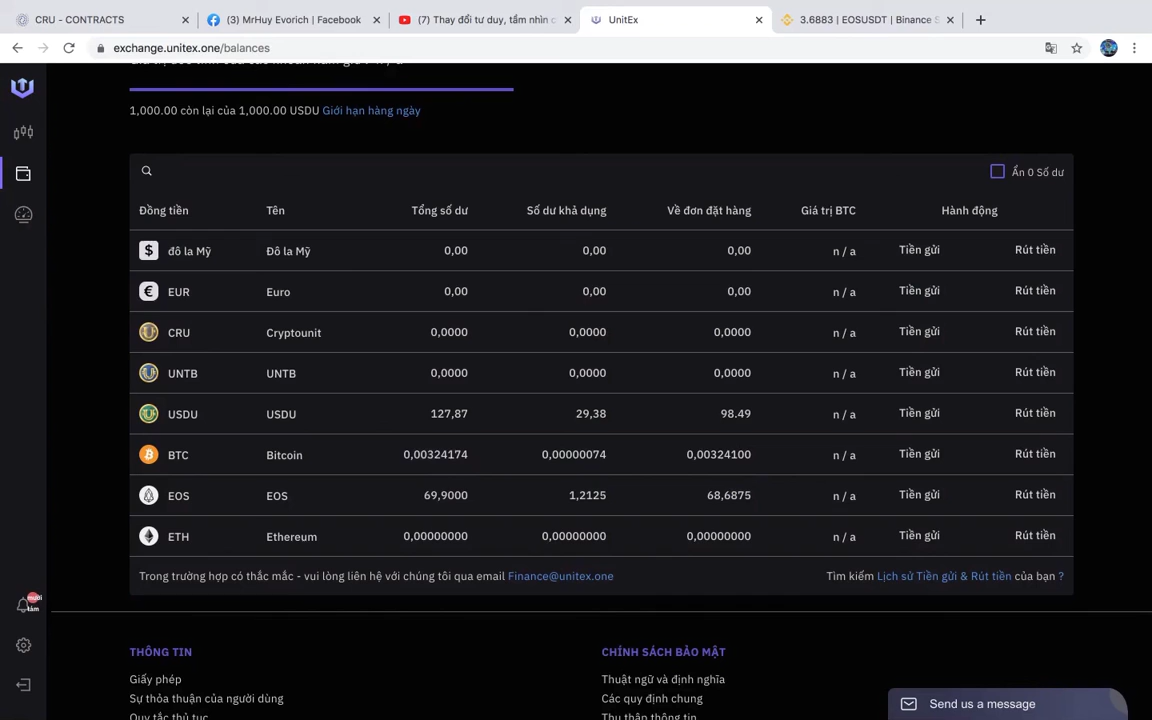 CRU - CONTRACTS
(3) MrHuy Evorich | Facebook
(7) Thay đổi tư duy, tầm nhìn
UnitEx
3.6883 | EOSUSDT | Binance
exchange.unitex.one/balances
1,000.00 còn lại của 1,000.00 USDU Giới hạn hàng ngày
Ẩn 0 Số dư
Đồng tiền Tên Tổng số dư Số dư khả dụng Về đơn đặt hàng Giá trị BTC Hành động
$ đô la Mỹ Đô la Mỹ 0,00 0,00 0,00 n / a Tiền gửi Rút tiền
€ EUR Euro 0,00 0,00 0,00 n / a Tiền gửi Rút tiền
CRU Cryptounit 0,0000 0,0000 0,0000 n / a Tiền gửi Rút tiền
UNTB UNTB 0,0000 0,0000 0,0000 n / a Tiền gửi Rút tiền
USDU USDU 127,87 29,38 98.49 n / a Tiền gửi Rút tiền
BTC Bitcoin 0,00324174 0,00000074 0,00324100 n / a Tiền gửi Rút tiền
EOS EOS 69,9000 1,2125 68,6875 n / a Tiền gửi Rút tiền
ETH Ethereum 0,00000000 0,00000000 0,00000000 n / a Tiền gửi Rút tiền
Trong trường hợp có thắc mắc - vui lòng liên hệ với chúng tôi qua email Finance@unitex.one
Tìm kiếm Lịch sử Tiền gửi & Rút tiền của bạn ?
mười
tám
THÔNG TIN
Giấy phép
Sự thỏa thuận của người dùng
Quy tắc thủ tục
CHÍNH SÁCH BẢO MẬT
Thuật ngữ và định nghĩa
Các quy định chung
Thu thập thông tin
Send us a message